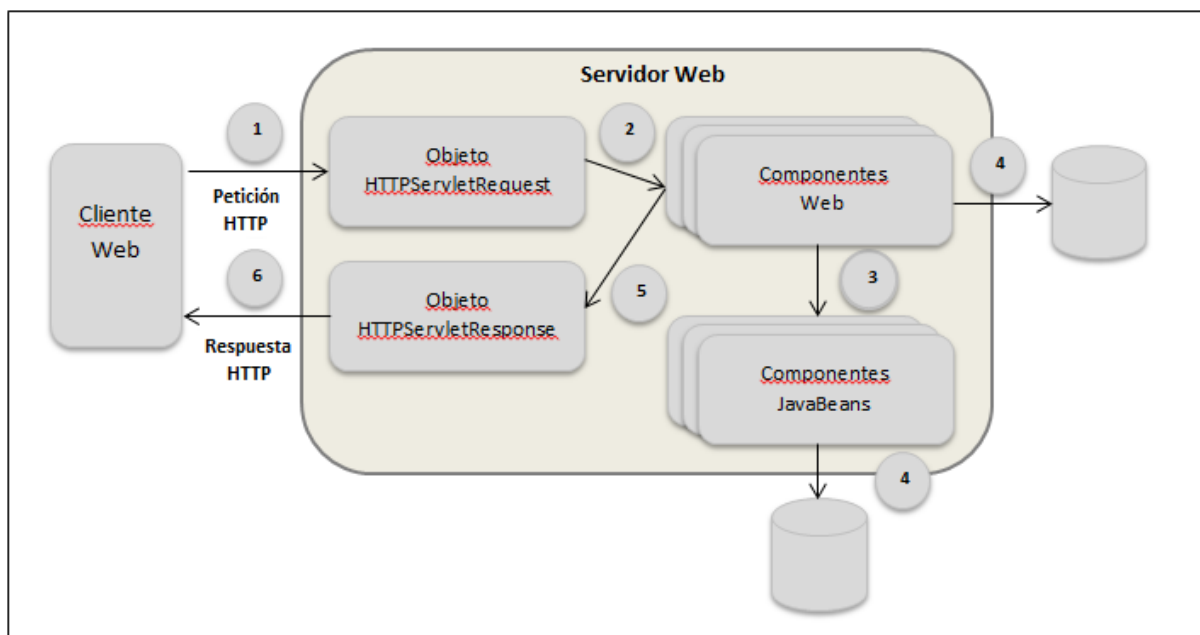 Servidor Web
1
2
Objeto
HTTPServletRequest
Componentes
Web
4
Cliente
Web
Petición
HTTP
6
5
3
Objeto
HTTPServletResponse
Respuesta
HTTP
Componentes
JavaBeans
4